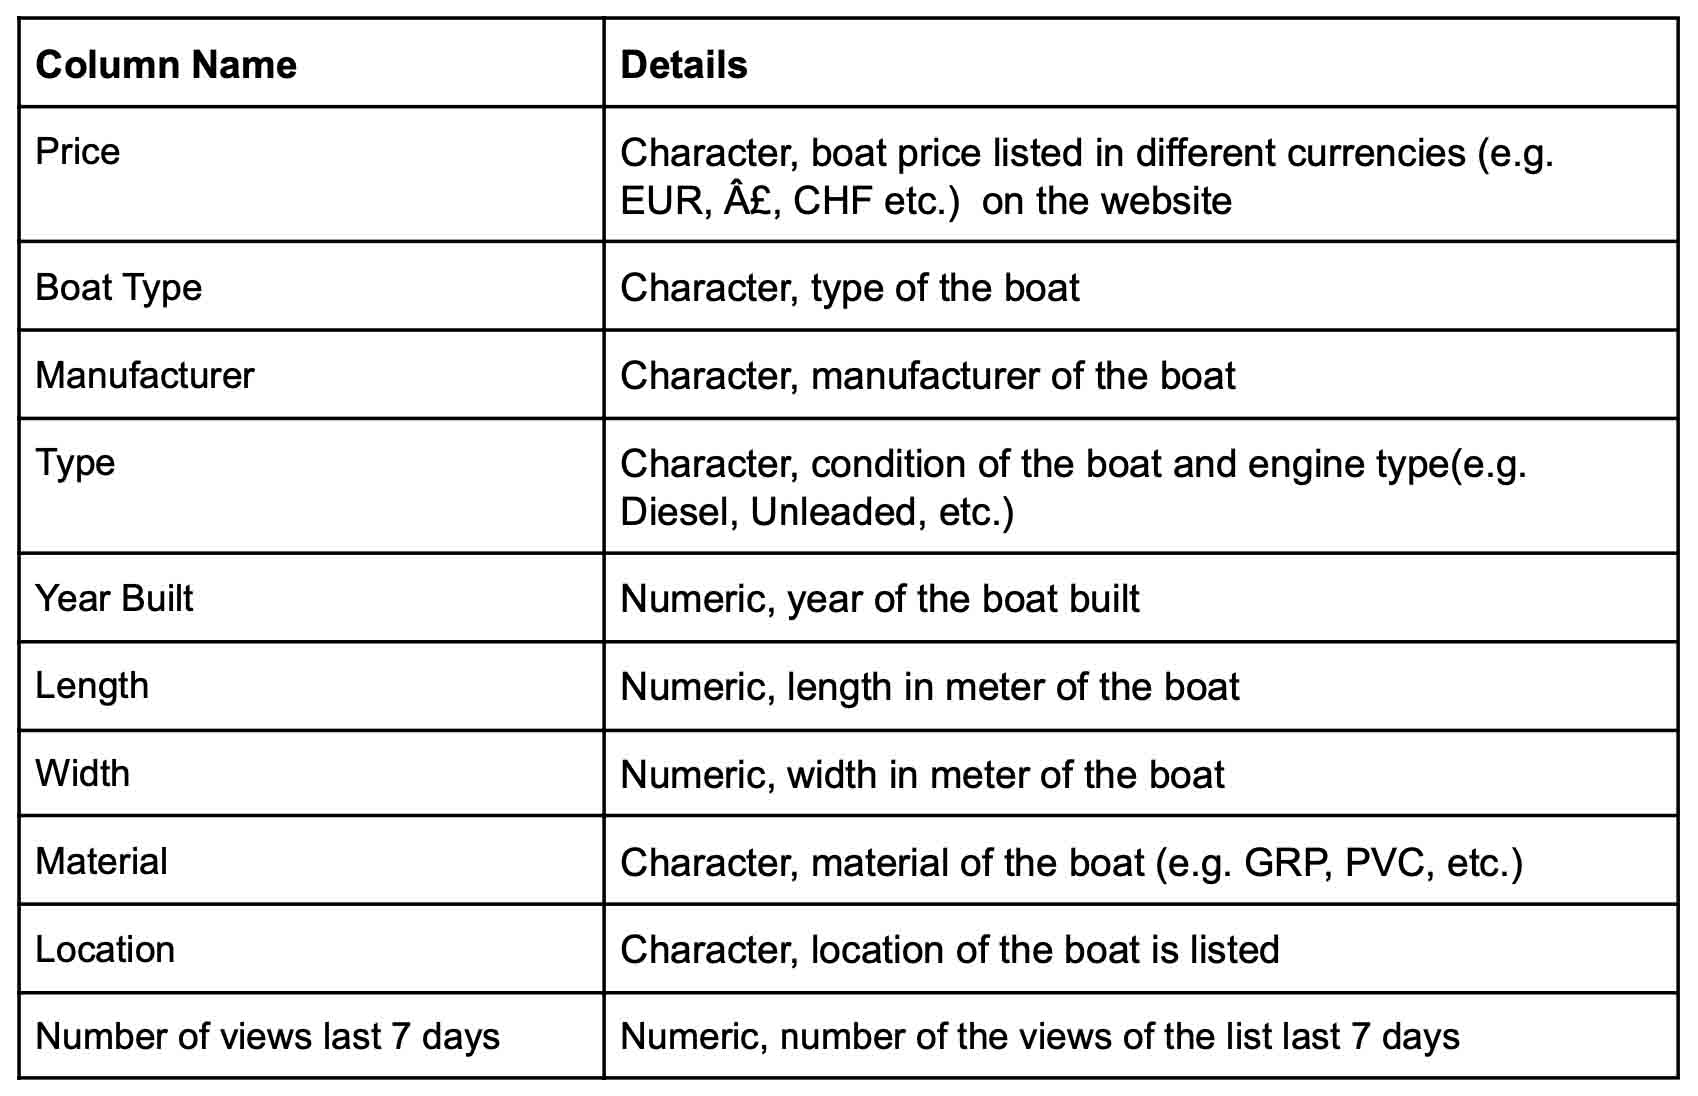 Column Name
Details
Price
Character, boat price listed in different currencies (e.g.
EUR, Â£, CHF etc.)  on the website
Boat Type
Character, type of the boat
Manufacturer
Character, manufacturer of the boat
Type
Character, condition of the boat and engine type(e.g.
Diesel, Unleaded, etc.)
Year Built
Numeric, year of the boat built
Length
Numeric, length in meter of the boat
Width
Numeric, width in meter of the boat
Material
Character, material of the boat (e.g. GRP, PVC, etc.)
Location
Character, location of the boat is listed
Number of views last 7 days
Numeric, number of the views of the list last 7 days